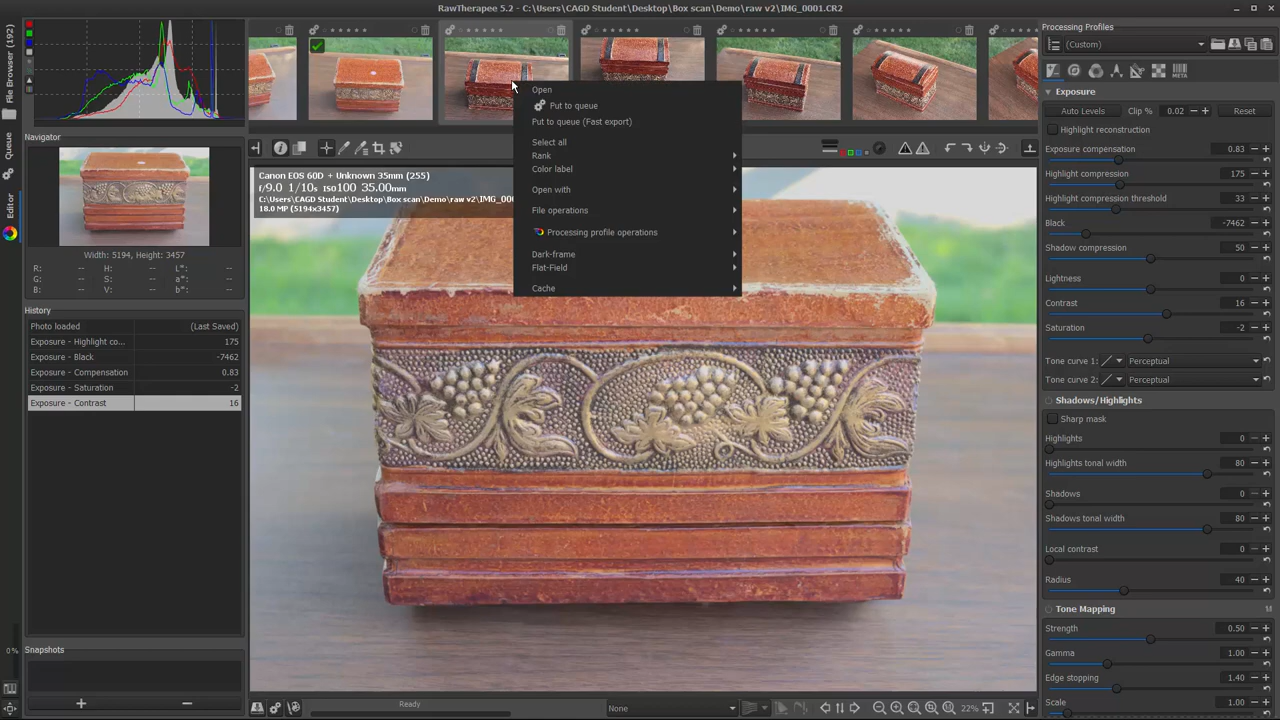 RawTherapee 5.2 - C:\Users\CAGD Student\Desktop\Box scan\Demo\raw v2\IMG_0001.CR2
File Browser (192)
Queue
Editor
0%
Navigator
Width: 5194, Height: 3457
R: -- H: -- L*: --
G: -- S: -- a*: --
B: -- V: -- b*: --
History
Photo loaded (Last Saved)
Exposure - Highlight co... 175
Exposure - Black -7462
Exposure - Compensation 0.83
Exposure - Saturation -2
Exposure - Contrast 16
Snapshots
Canon EOS 60D + Unknown 35mm (255)
f/9.0 1/10s ISO100 35.00mm
C:\Users\CAGD Student\Desktop\Box scan\Demo\raw v2\IMG_00
18.0 MP (5194x3457)
Open
Put to queue
Put to queue (Fast export)
Select all
Rank
Color label
Open with
File operations
Processing profile operations
Dark-frame
Flat-Field
Cache
Ready
None
22%
Processing Profiles
(Custom)
META
Exposure
Auto Levels Clip % 0.02 Reset
Highlight reconstruction
Exposure compensation 0.83
Highlight compression 175
Highlight compression threshold 33
Black -7462
Shadow compression 50
Lightness 0
Contrast 16
Saturation -2
Tone curve 1: Perceptual
Tone curve 2: Perceptual
Shadows/Highlights
Sharp mask
Highlights 0
Highlights tonal width 80
Shadows 0
Shadows tonal width 80
Local contrast 0
Radius 40
Tone Mapping
Strength 0.50
Gamma 1.00
Edge stopping 1.40
Scale 1.00